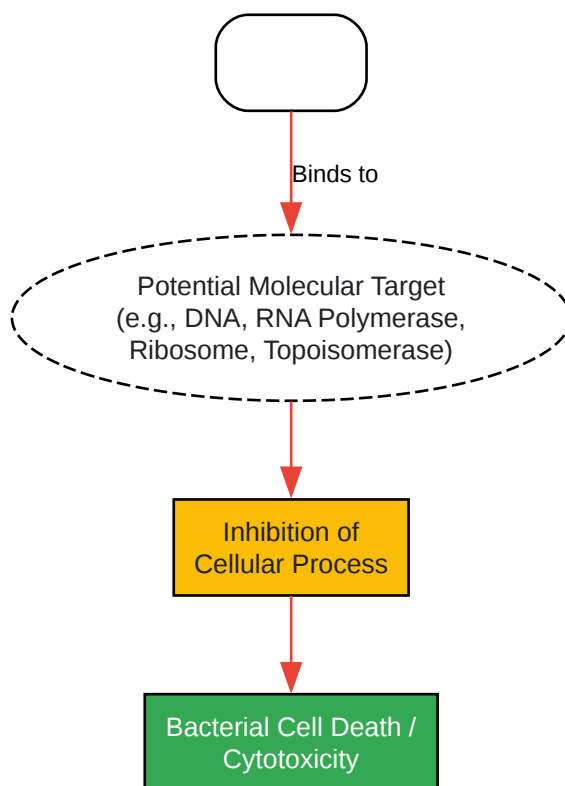 Binds to
Potential Molecular Target
(e.g., DNA, RNA Polymerase,
Ribosome, Topoisomerase)
Inhibition of
Cellular Process
Bacterial Cell Death /
Cytotoxicity